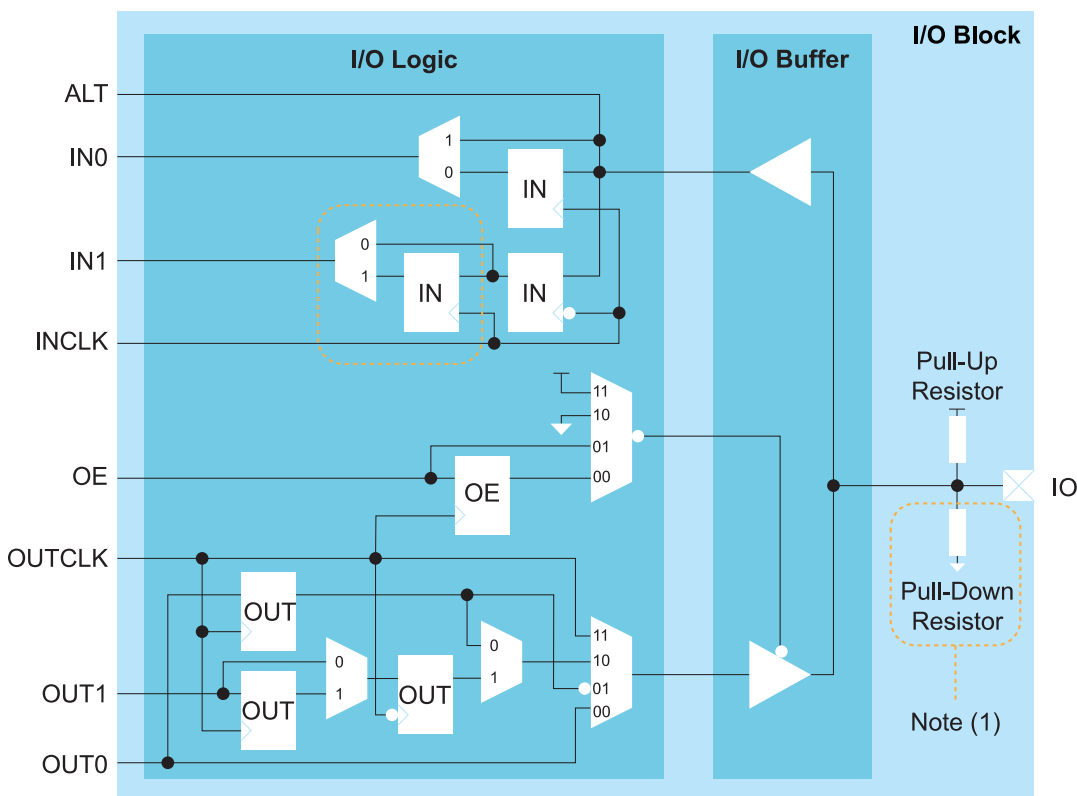 I/O Block
I/O Logic
I/O Buffer
ALT
1
IN0
0
IN
IN1
0
1
IN
IN
INCLK
Pull-Up
Resistor
11
10
01
OE
00
OE
IO
OUTCLK
OUT
Pull-Down
Resistor
11
0
0
10
1
OUT1
1
OUT
01
OUT
00
Note (1)
OUT0